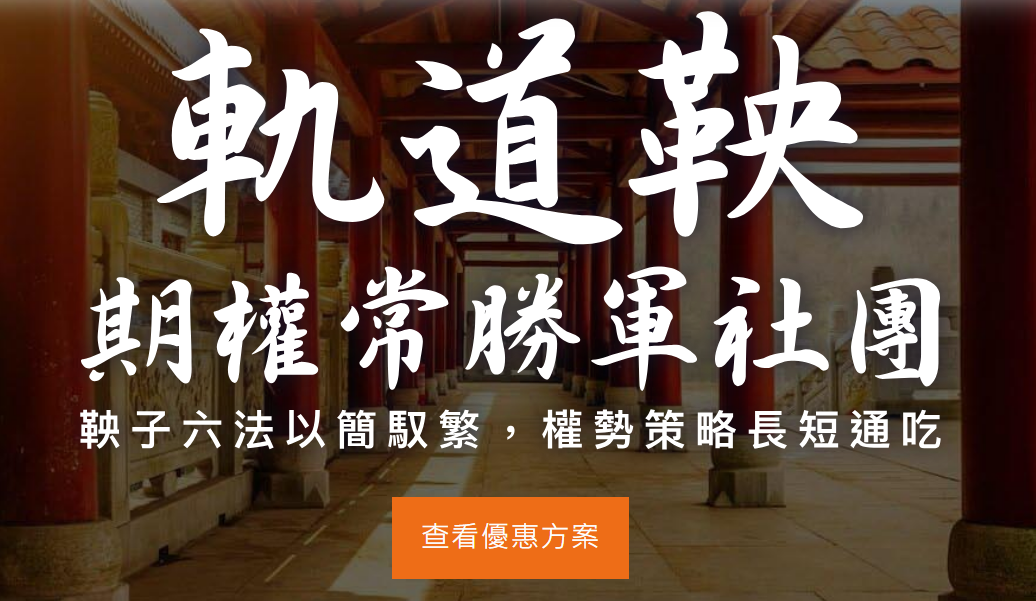 軌道鞅
期權常勝軍社團
鞅子六法以簡馭繁，權勢策略長短通吃
查看優惠方案